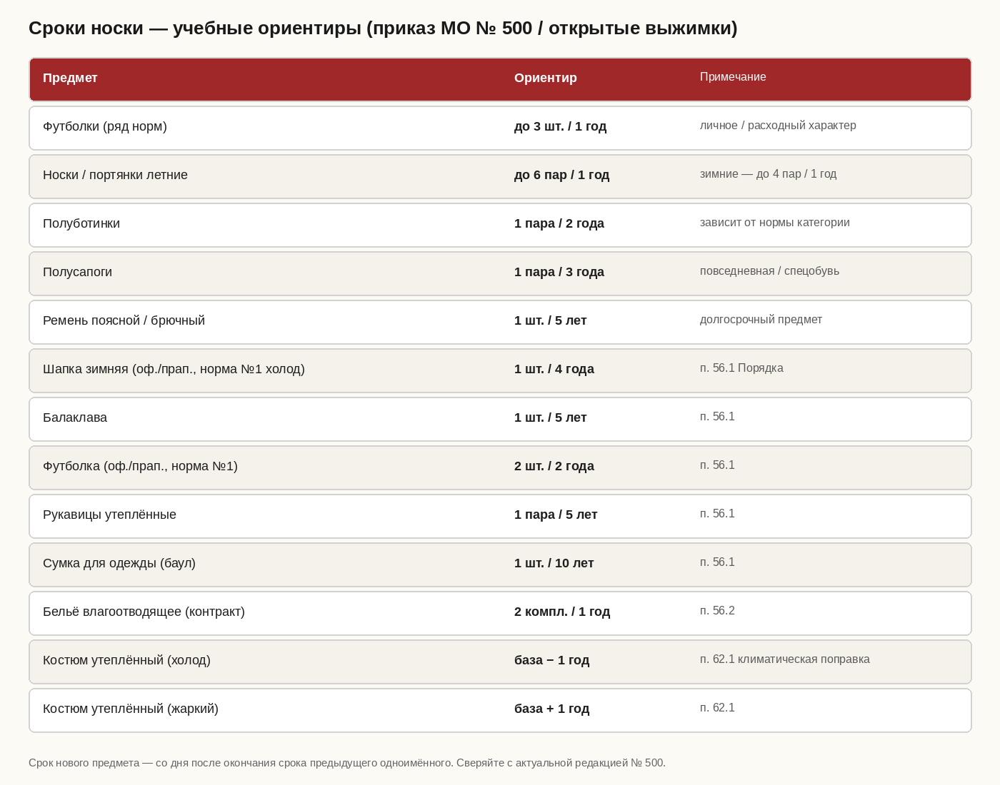 Сроки носки — учебные ориентиры (приказ МО № 500 / открытые выжимки)
Предмет Ориентир Примечание
Футболки (ряд норм) до 3 шт. / 1 год личное / расходный характер
Носки / портянки летние до 6 пар / 1 год зимние — до 4 пар / 1 год
Полуботинки 1 пара / 2 года зависит от нормы категории
Полусапоги 1 пара / 3 года повседневная / спецобувь
Ремень поясной / брючный 1 шт. / 5 лет долгосрочный предмет
Шапка зимняя (оф./прап., норма №1 холод) 1 шт. / 4 года п. 56.1 Порядка
Балаклава 1 шт. / 5 лет п. 56.1
Футболка (оф./прап., норма №1) 2 шт. / 2 года п. 56.1
Рукавицы утеплённые 1 пара / 5 лет п. 56.1
Сумка для одежды (баул) 1 шт. / 10 лет п. 56.1
Бельё влагоотводящее (контракт) 2 компл. / 1 год п. 56.2
Костюм утеплённый (холод) база − 1 год п. 62.1 климатическая поправка
Костюм утеплённый (жаркий) база + 1 год п. 62.1
Срок нового предмета — со дня после окончания срока предыдущего одноимённого. Сверяйте с актуальной редакцией № 500.